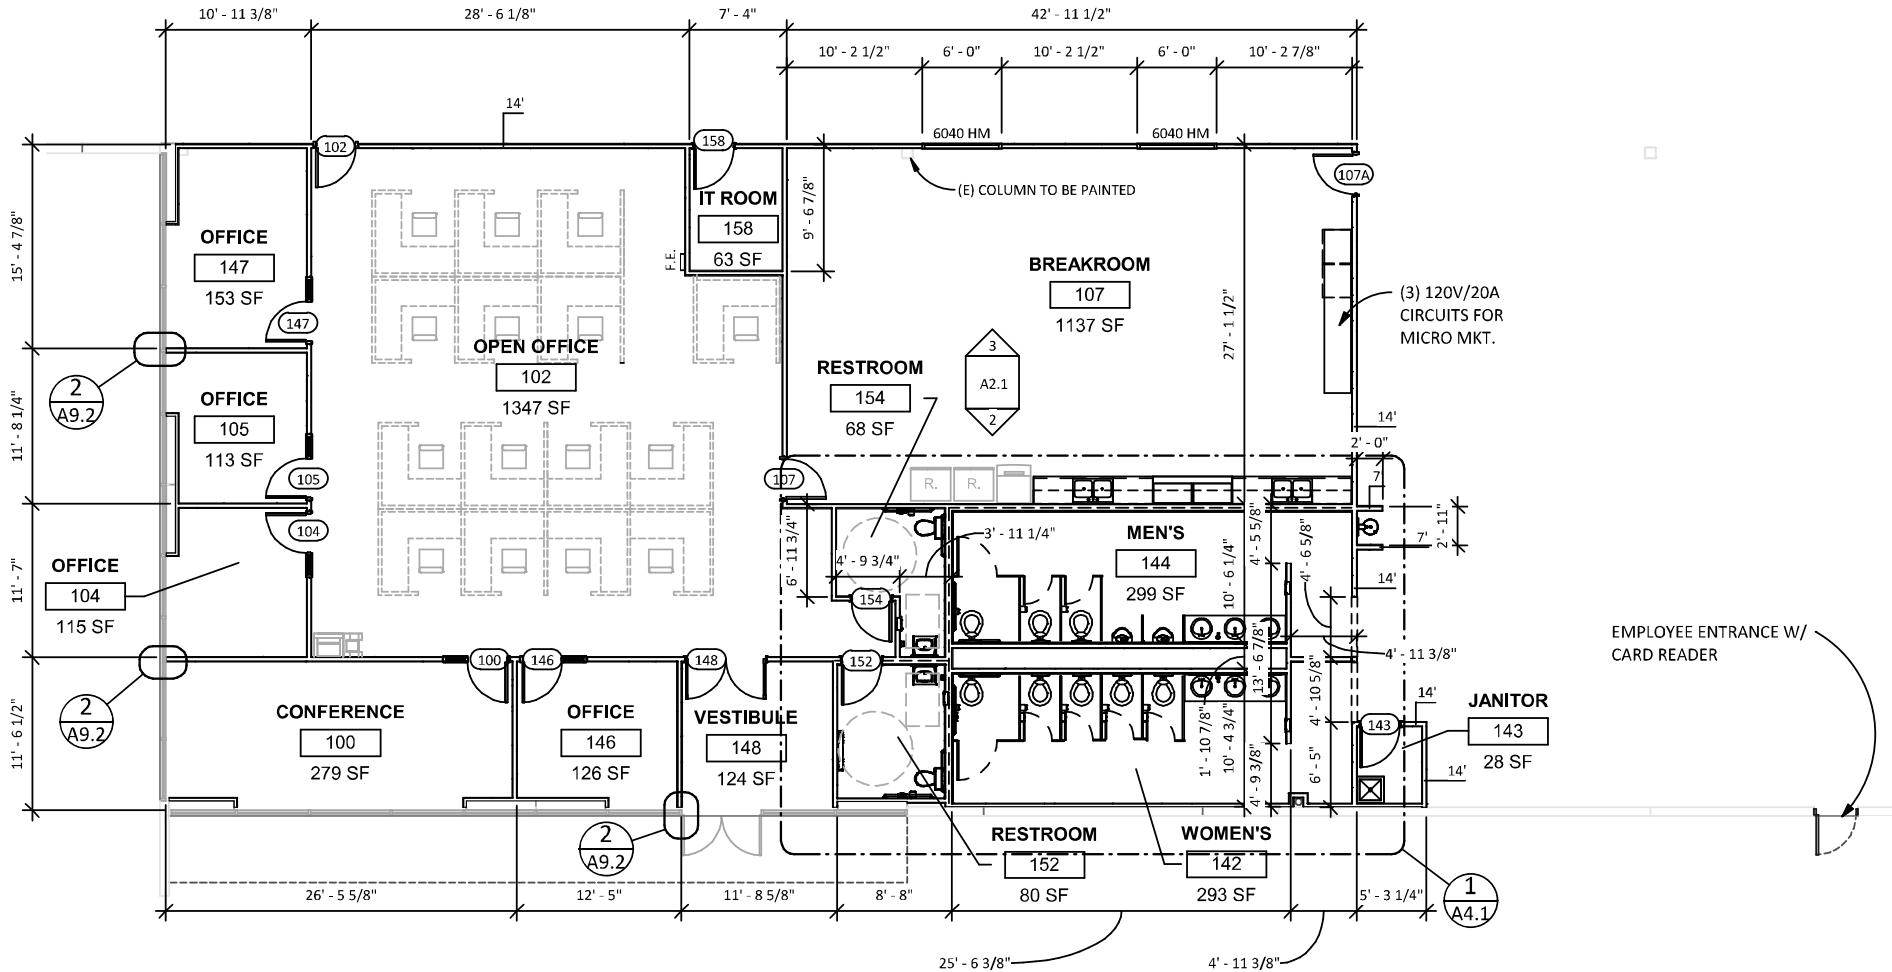 10' - 11 3/8" 28' - 6 1/8" 7' - 4" 42' - 11 1/2"
10' - 2 1/2" 6' - 0" 10' - 2 1/2" 6' - 0" 10' - 2 7/8"
14'
6040 HM 6040 HM
102 158
107A
(E) COLUMN TO BE PAINTED
15' - 4 7/8"
9' - 6 7/8"
27' - 1 1/2"
IT ROOM
158
63 SF
F.E.
OFFICE
147
153 SF
147
BREAKROOM
107
1137 SF
(3) 120V/20A
CIRCUITS FOR
MICRO MKT.
OPEN OFFICE
102
1347 SF
3
A2.1
2
RESTROOM
154
68 SF
2
A9.2
11' - 8 1/4"
OFFICE
105
113 SF
105
107
14'
2' - 0"
7'
R. R.
104
6' - 11 3/4"
3' - 11 1/4"
4' - 9 3/4"
MEN'S
144
299 SF
10' - 6 1/4"
4' - 5 5/8"
4' - 6 5/8"
7'
2' - 11"
14'
11' - 7"
OFFICE
104
115 SF
154
EMPLOYEE ENTRANCE W/
CARD READER
100 146 148 152
13' - 6 7/8"
4' - 11 3/8"
2
A9.2
11' - 6 1/2"
CONFERENCE
100
279 SF
OFFICE
146
126 SF
VESTIBULE
148
124 SF
1' - 10 7/8"
10' - 4 3/4"
4' - 9 3/8"
4' - 10 5/8"
6' - 5"
14'
143
JANITOR
143
28 SF
14'
2
A9.2
RESTROOM
152
80 SF
WOMEN'S
142
293 SF
1
A4.1
26' - 5 5/8" 12' - 5" 11' - 8 5/8" 8' - 8" 5' - 3 1/4"
25' - 6 3/8" 4' - 11 3/8"